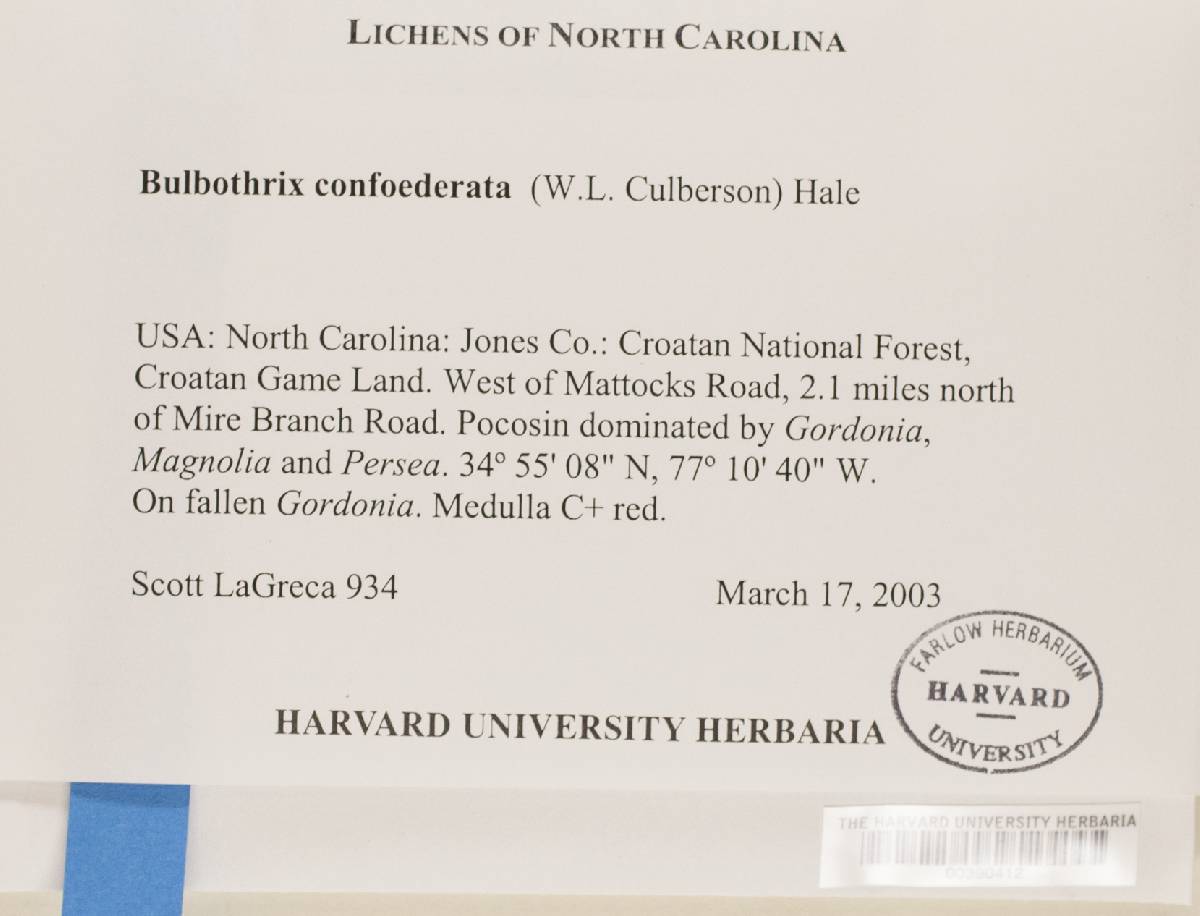 LICHENS OF NORTH CAROLINA
Bulbothrix confoederata (W.L. Culberson) Hale
USA: North Carolina: Jones Co.: Croatan National Forest,
Croatan Game Land. West of Mattocks Road, 2.1 miles north
of Mire Branch Road. Pocosin dominated by Gordonia,
Magnolia and Persea. 34° 55' 08" N, 77° 10' 40" W.
On fallen Gordonia. Medulla C+ red.
Scott LaGreca 934 March 17, 2003
FARLOW HERBARIUM
HARVARD
UNIVERSITY
HARVARD UNIVERSITY HERBARIA
THE HARVARD UNIVERSITY HERBARIA
00390412